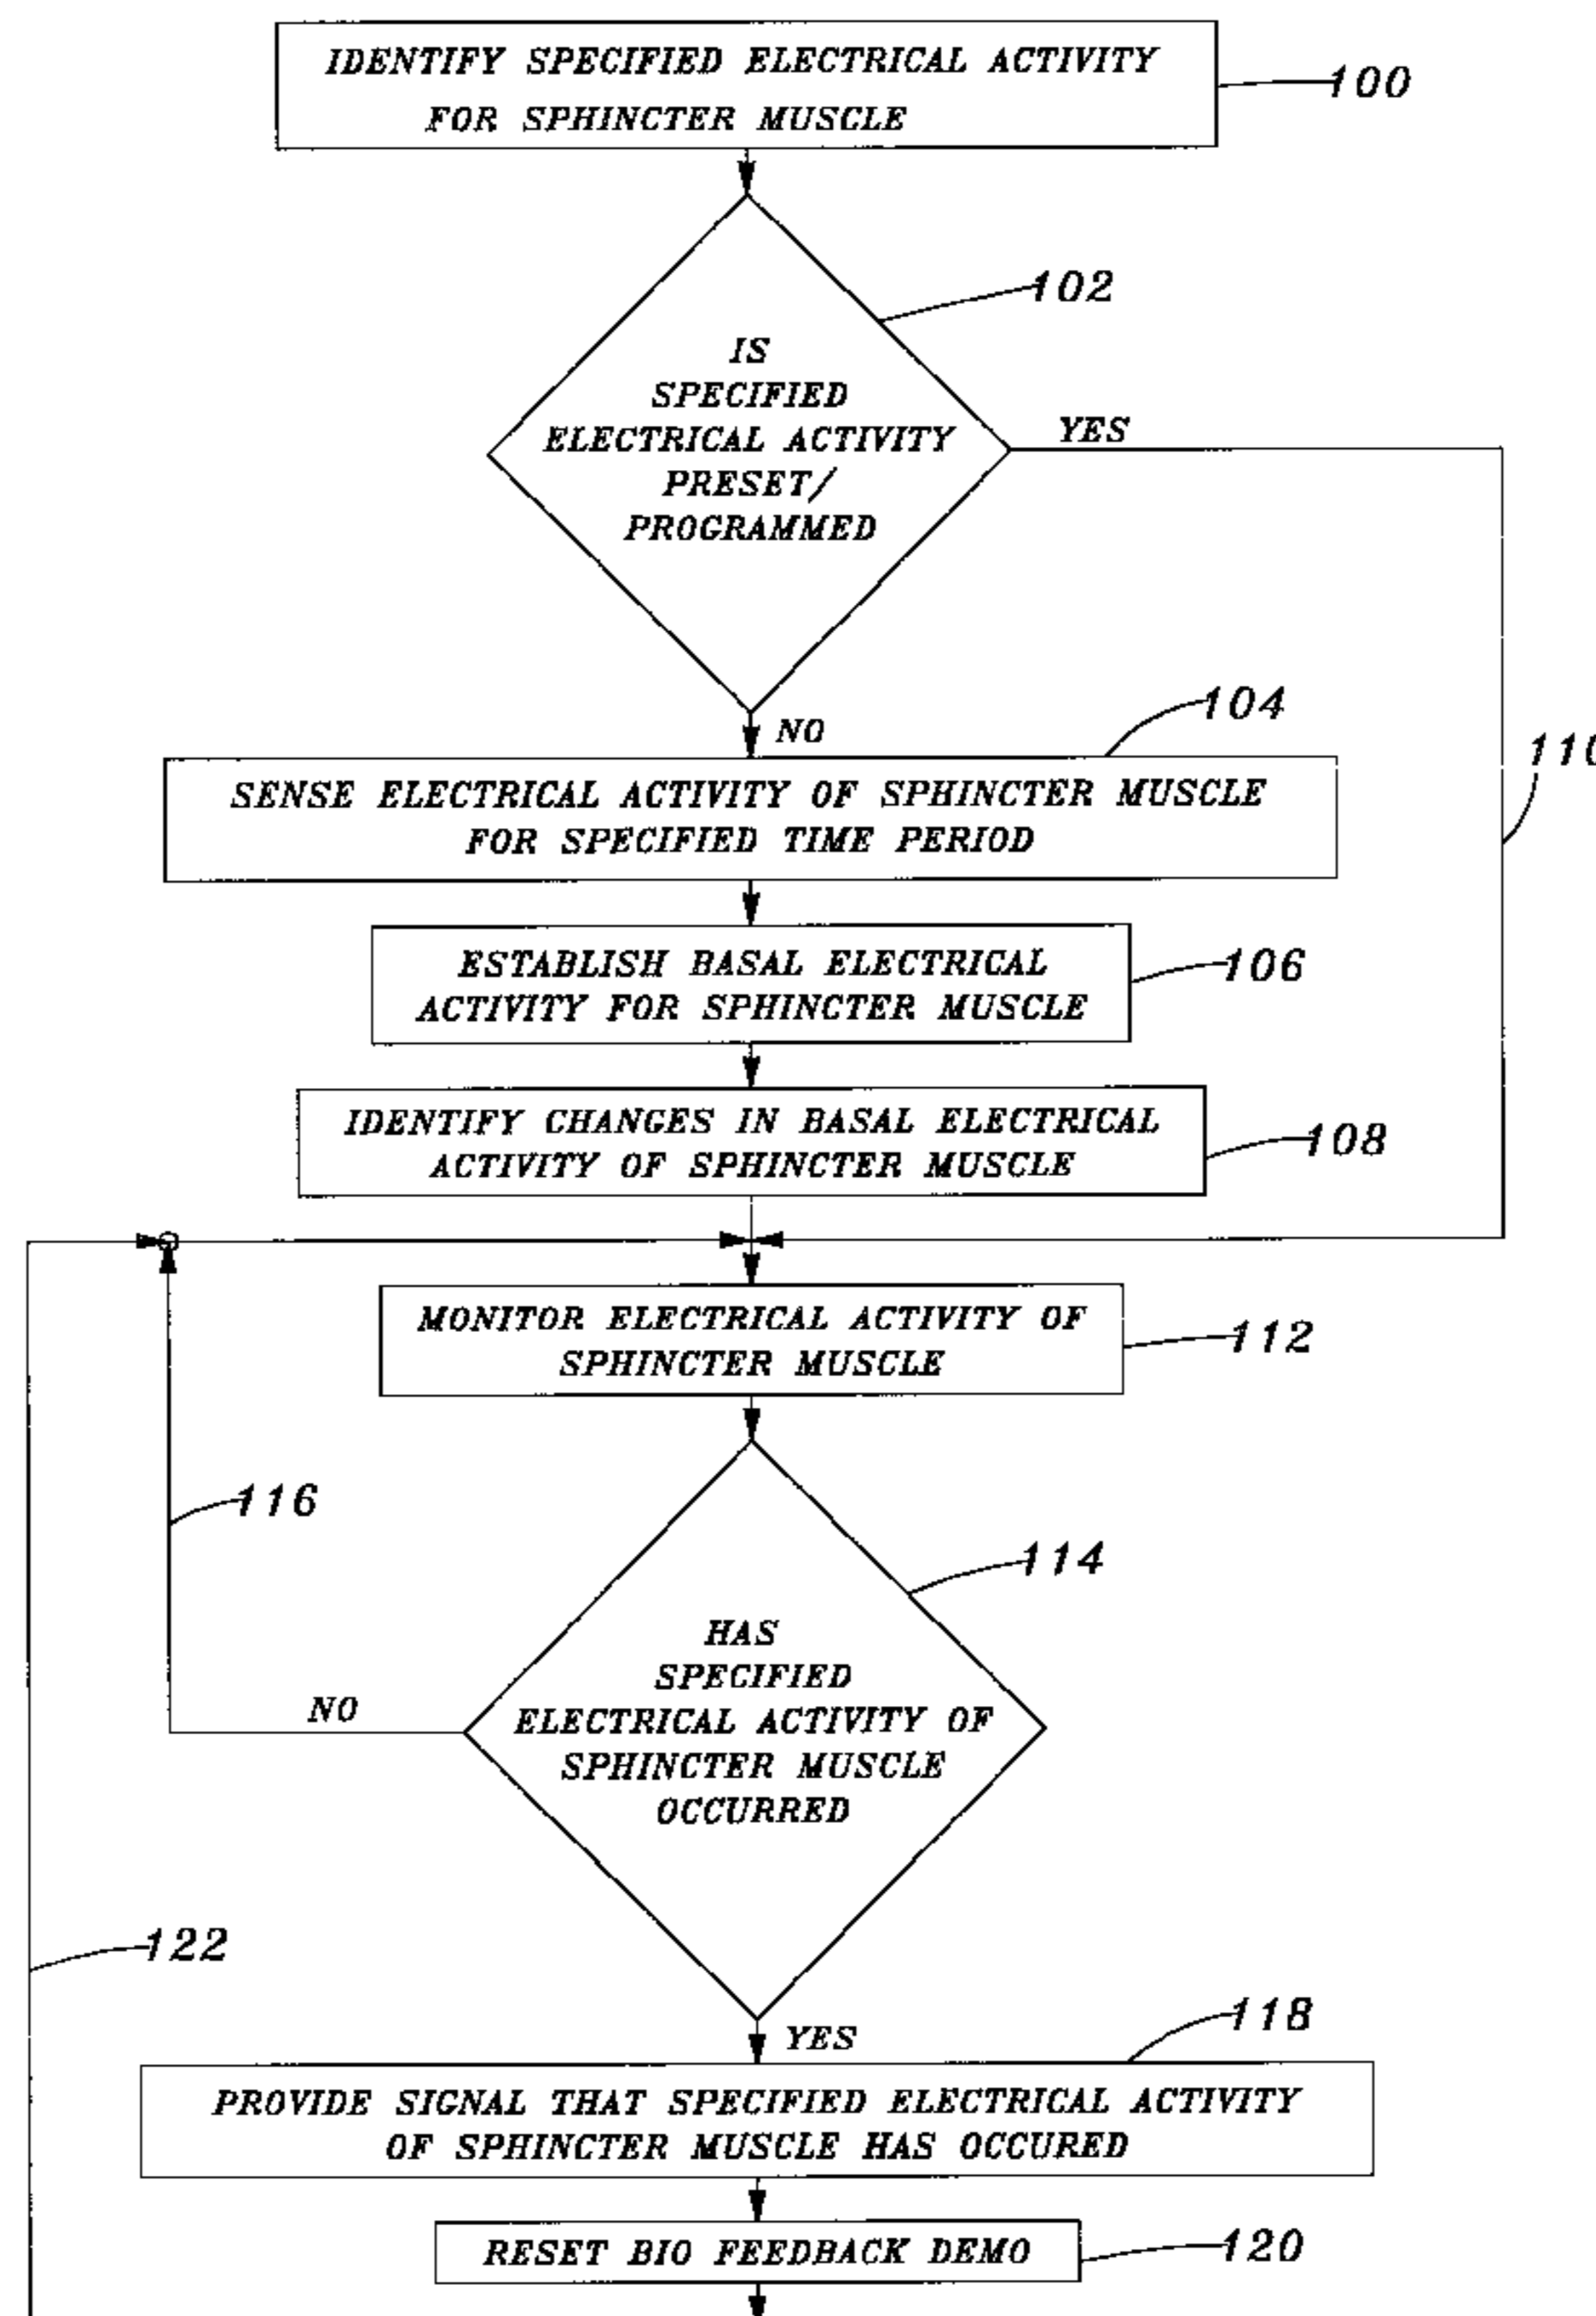 IDENTIFY SPECIFIED ELECTRICAL ACTIVITY
FOR SPHINCTER MUSCLE
100
102
IS
SPECIFIED
ELECTRICAL ACTIVITY
PRESET/
PROGRAMMED
YES
NO
104
110
SENSE ELECTRICAL ACTIVITY OF SPHINCTER MUSCLE
FOR SPECIFIED TIME PERIOD
ESTABLISH BASAL ELECTRICAL
ACTIVITY FOR SPHINCTER MUSCLE
106
IDENTIFY CHANGES IN BASAL ELECTRICAL
ACTIVITY OF SPHINCTER MUSCLE
108
MONITOR ELECTRICAL ACTIVITY OF
SPHINCTER MUSCLE
112
116
114
HAS
SPECIFIED
ELECTRICAL ACTIVITY OF
SPHINCTER MUSCLE
OCCURRED
NO
122
YES
118
PROVIDE SIGNAL THAT SPECIFIED ELECTRICAL ACTIVITY
OF SPHINCTER MUSCLE HAS OCCURED
RESET BIO FEEDBACK DEMO
120